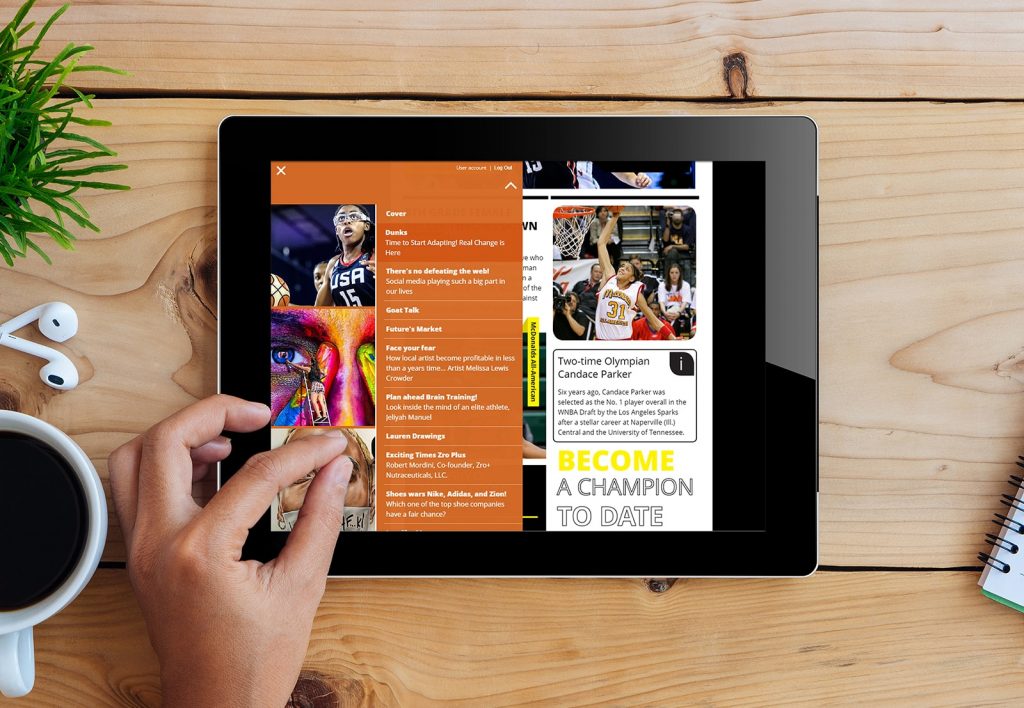 User account | Log Out
Cover
Dunks
Time to Start Adapting! Real Change is
Here
There's no defeating the web!
Social media playing such a big part in
our lives
Goat Talk
Future's Market
Face your fear
How local artist become profitable in less
than a years time... Artist Melissa Lewis
Crowder
Plan ahead Brain Training!
Look inside the mind of an elite athlete,
Jeliyah Manuel
Lauren Drawings
Exciting Times Zro Plus
Robert Mordini, Co-founder, Zro+
Nutraceuticals, LLC.
Shoes wars Nike, Adidas, and Zion!
Which one of the top shoe companies
have a fair chance?
USA
15
WN
ve who
man
n a
of the
ainst
McDonalds All-American
13
31
Two-time Olympian
Candace Parker
i
Six years ago, Candace Parker was
selected as the No. 1 player overall in the
WNBA Draft by the Los Angeles Sparks
after a stellar career at Naperville (Ill.)
Central and the University of Tennessee.
BECOME
A CHAMPION
TO DATE